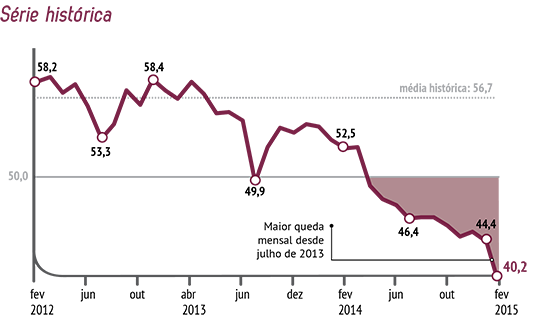 Série histórica
58,2
58,4
média histórica: 56,7
53,3
52,5
50,0
49,9
46,4
44,4
Maior queda
mensal desde
julho de 2013
40,2
fev jun out abr jun dez fev jun out fev
2012 2013 2014 2015